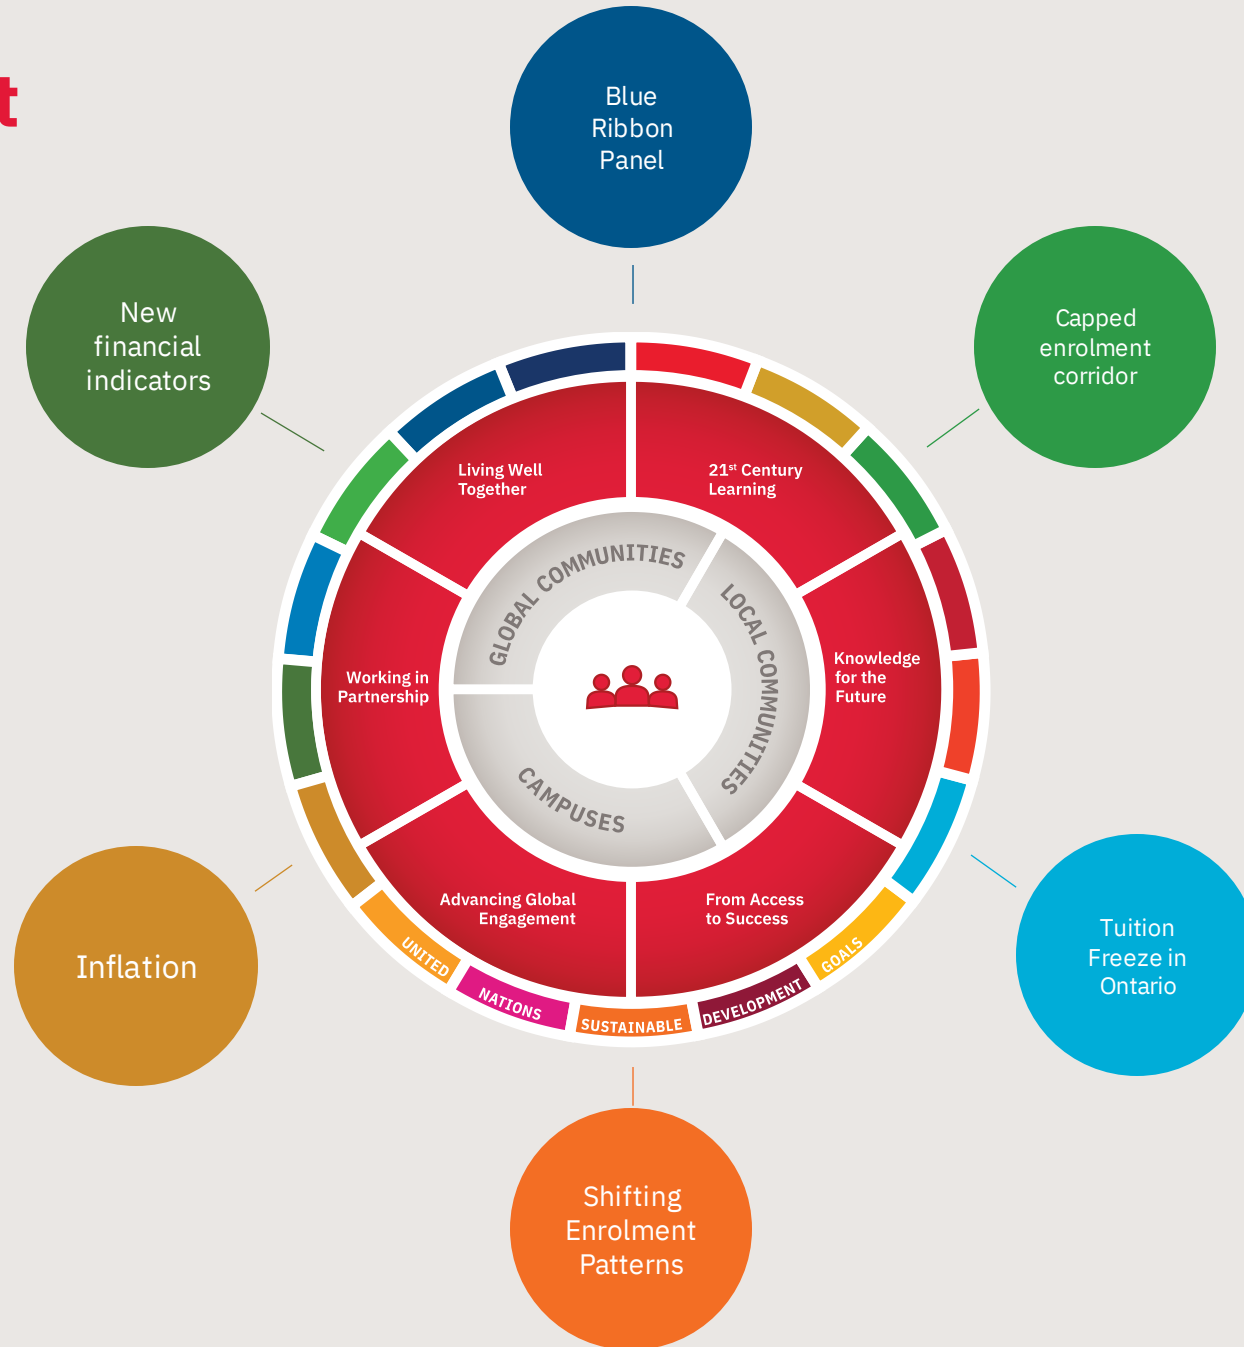 t
Blue
Ribbon
Panel
New
financial
indicators
Capped
enrolment
corridor
Living Well
Together
21st Century
Learning
GLOBAL COMMUNITIES
LOCAL COMMUNITIES
Working in
Partnership
Knowledge
for the
Future
CAMPUSES
Advancing Global
Engagement
From Access
to Success
UNITED
NATIONS
SUSTAINABLE
DEVELOPMENT
GOALS
Inflation
Tuition
Freeze in
Ontario
Shifting
Enrolment
Patterns